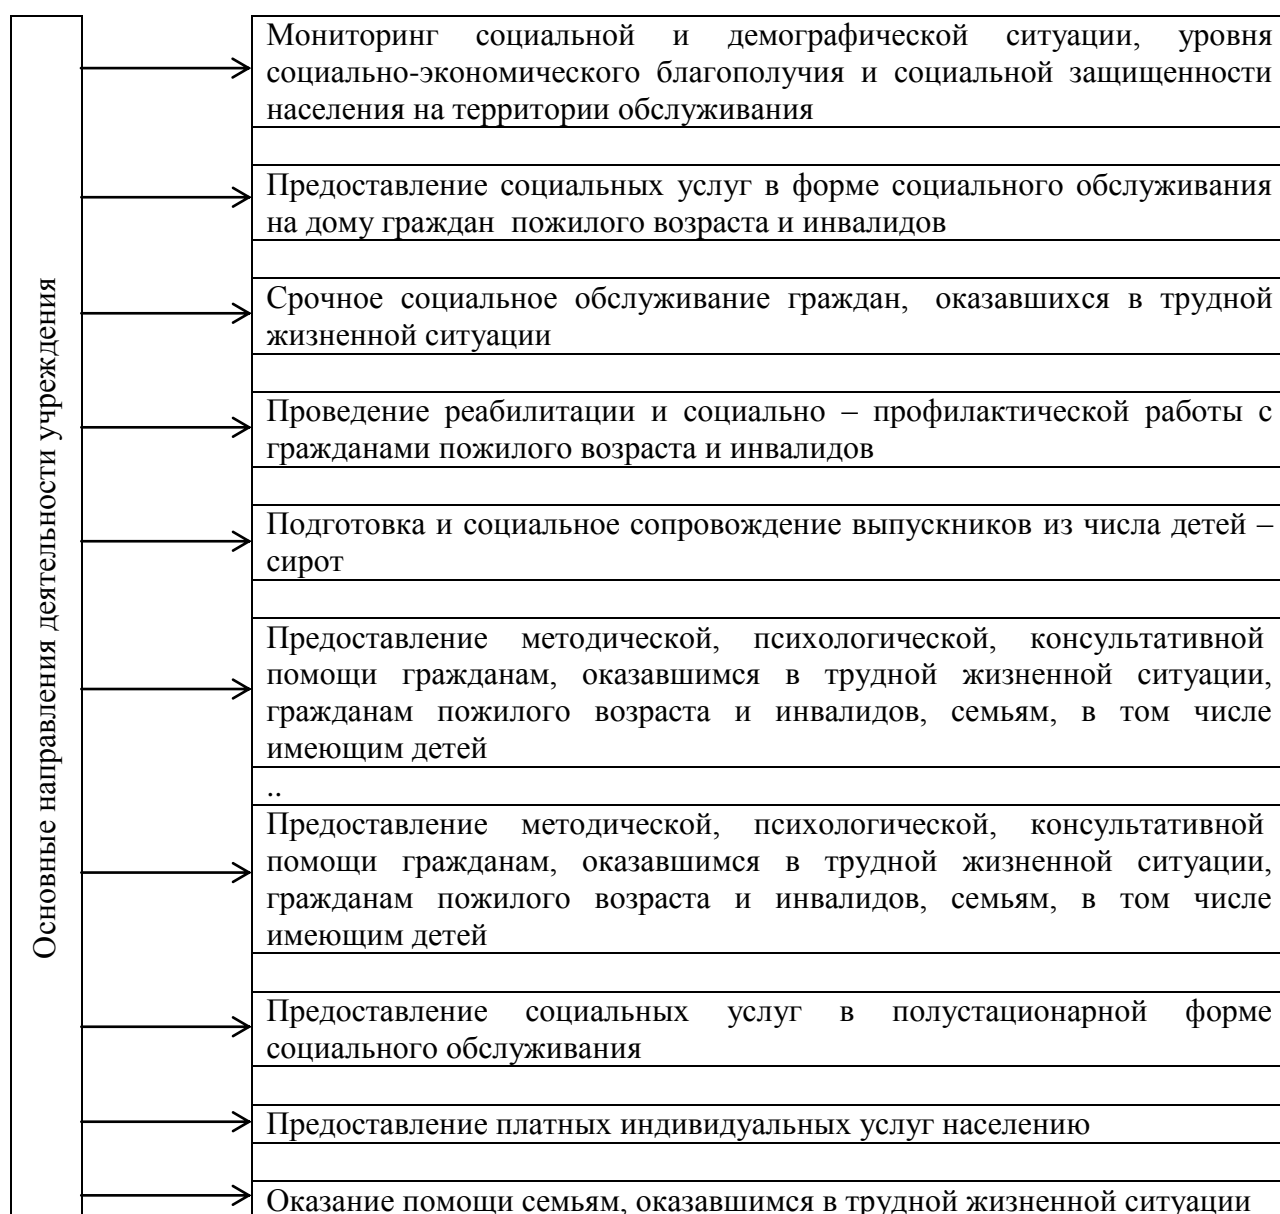 Основные направления деятельности учреждения
Мониторинг социальной и демографической ситуации, уровня
социально-экономического благополучия и социальной защищенности
населения на территории обслуживания
Предоставление социальных услуг в форме социального обслуживания
на дому граждан пожилого возраста и инвалидов
Срочное социальное обслуживание граждан, оказавшихся в трудной
жизненной ситуации
Проведение реабилитации и социально – профилактической работы с
гражданами пожилого возраста и инвалидов
Подготовка и социальное сопровождение выпускников из числа детей –
сирот
Предоставление методической, психологической, консультативной
помощи гражданам, оказавшимся в трудной жизненной ситуации,
гражданам пожилого возраста и инвалидов, семьям, в том числе
имеющим детей
..
Предоставление методической, психологической, консультативной
помощи гражданам, оказавшимся в трудной жизненной ситуации,
гражданам пожилого возраста и инвалидов, семьям, в том числе
имеющим детей
Предоставление социальных услуг в полустационарной форме
социального обслуживания
Предоставление платных индивидуальных услуг населению
Оказание помощи семьям, оказавшимся в трудной жизненной ситуации